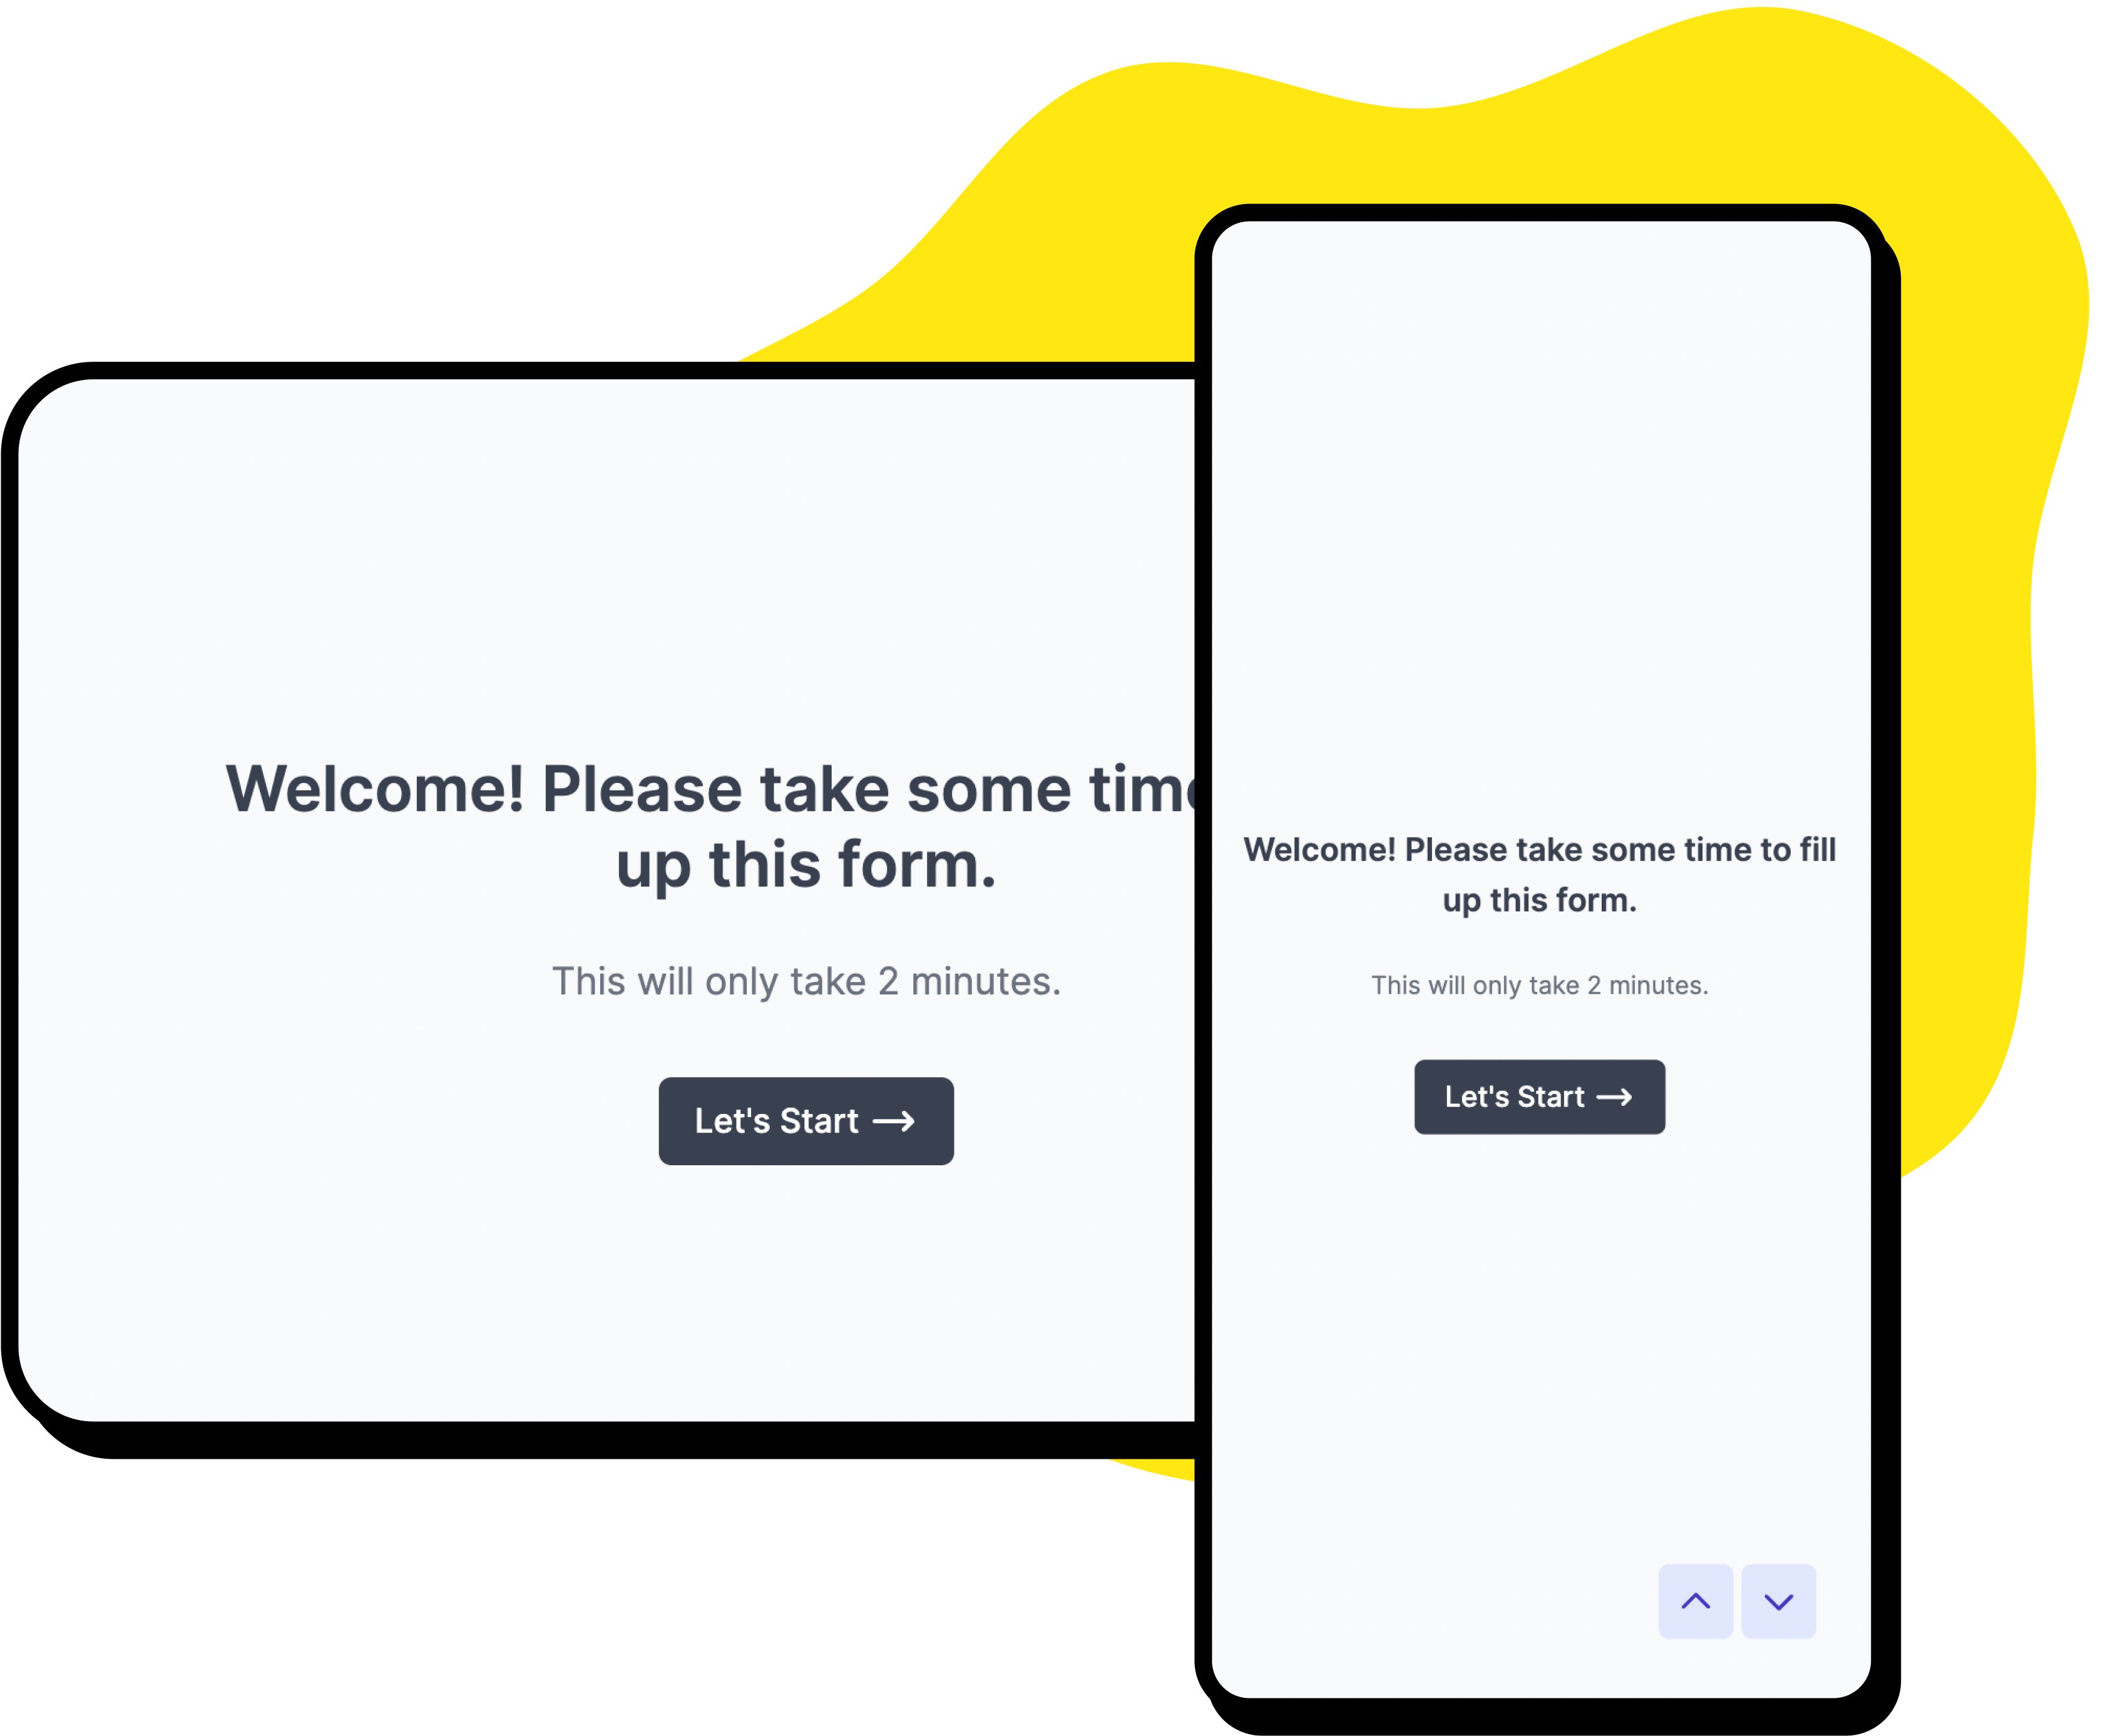 Welcome! Please take some tim
up this form.
This will only take 2 minutes.
Let's Start →
Welcome! Please take some time to fill
up this form.
This will only take 2 minutes.
Let's Start →